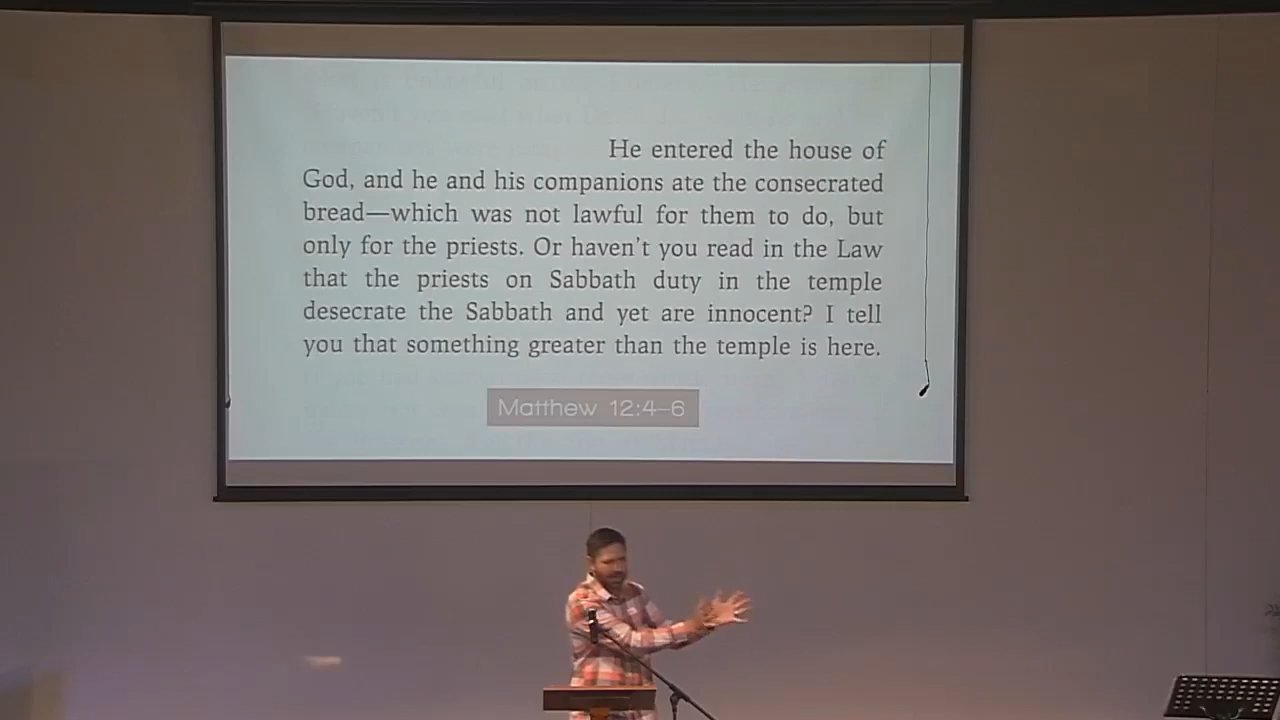 He entered the house of
God, and he and his companions ate the consecrated
bread—which was not lawful for them to do, but
only for the priests. Or haven't you read in the Law
that the priests on Sabbath duty in the temple
desecrate the Sabbath and yet are innocent? I tell
you that something greater than the temple is here.
Matthew 12:4–6